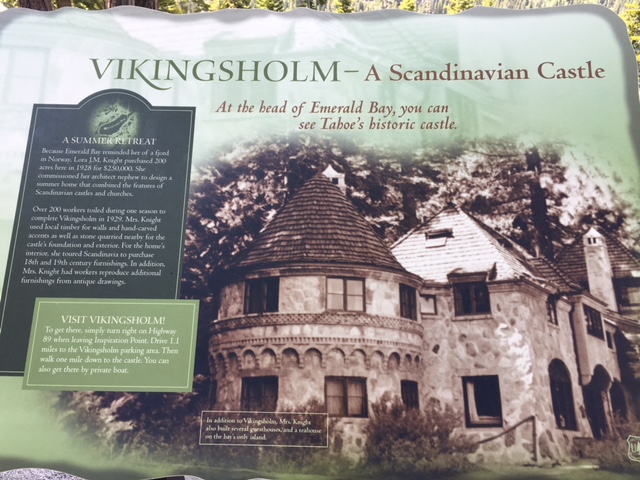 VIKINGSHOLM – A Scandinavian Castle
At the head of Emerald Bay, you can
see Tahoe's historic castle.
A SUMMER RETREAT
Because Emerald Bay reminded her of a fjord
in Norway, Lora J.M. Knight purchased 200
acres here in 1928 for $250,000. She
commissioned her architect nephew to design a
summer home that combined the features of
Scandinavian castles and churches.
Over 200 workers toiled during one season to
complete Vikingsholm in 1929. Mrs. Knight
used local timber for walls and hand-carved
accents as well as stone quarried nearby for the
castle's foundation and exterior. For the home's
interior, she toured Scandinavia to purchase
18th and 19th century furnishings. In addition,
Mrs. Knight had workers reproduce additional
furnishings from antique drawings.
VISIT VIKINGSHOLM!
To get there, simply turn right on Highway
89 when leaving Inspiration Point. Drive 1.1
miles to the Vikingsholm parking area. Then
walk one mile down to the castle. You can
also get there by private boat.
In addition to Vikingsholm, Mrs. Knight
also built several guesthouses, and a teahouse
on the bay's only island.